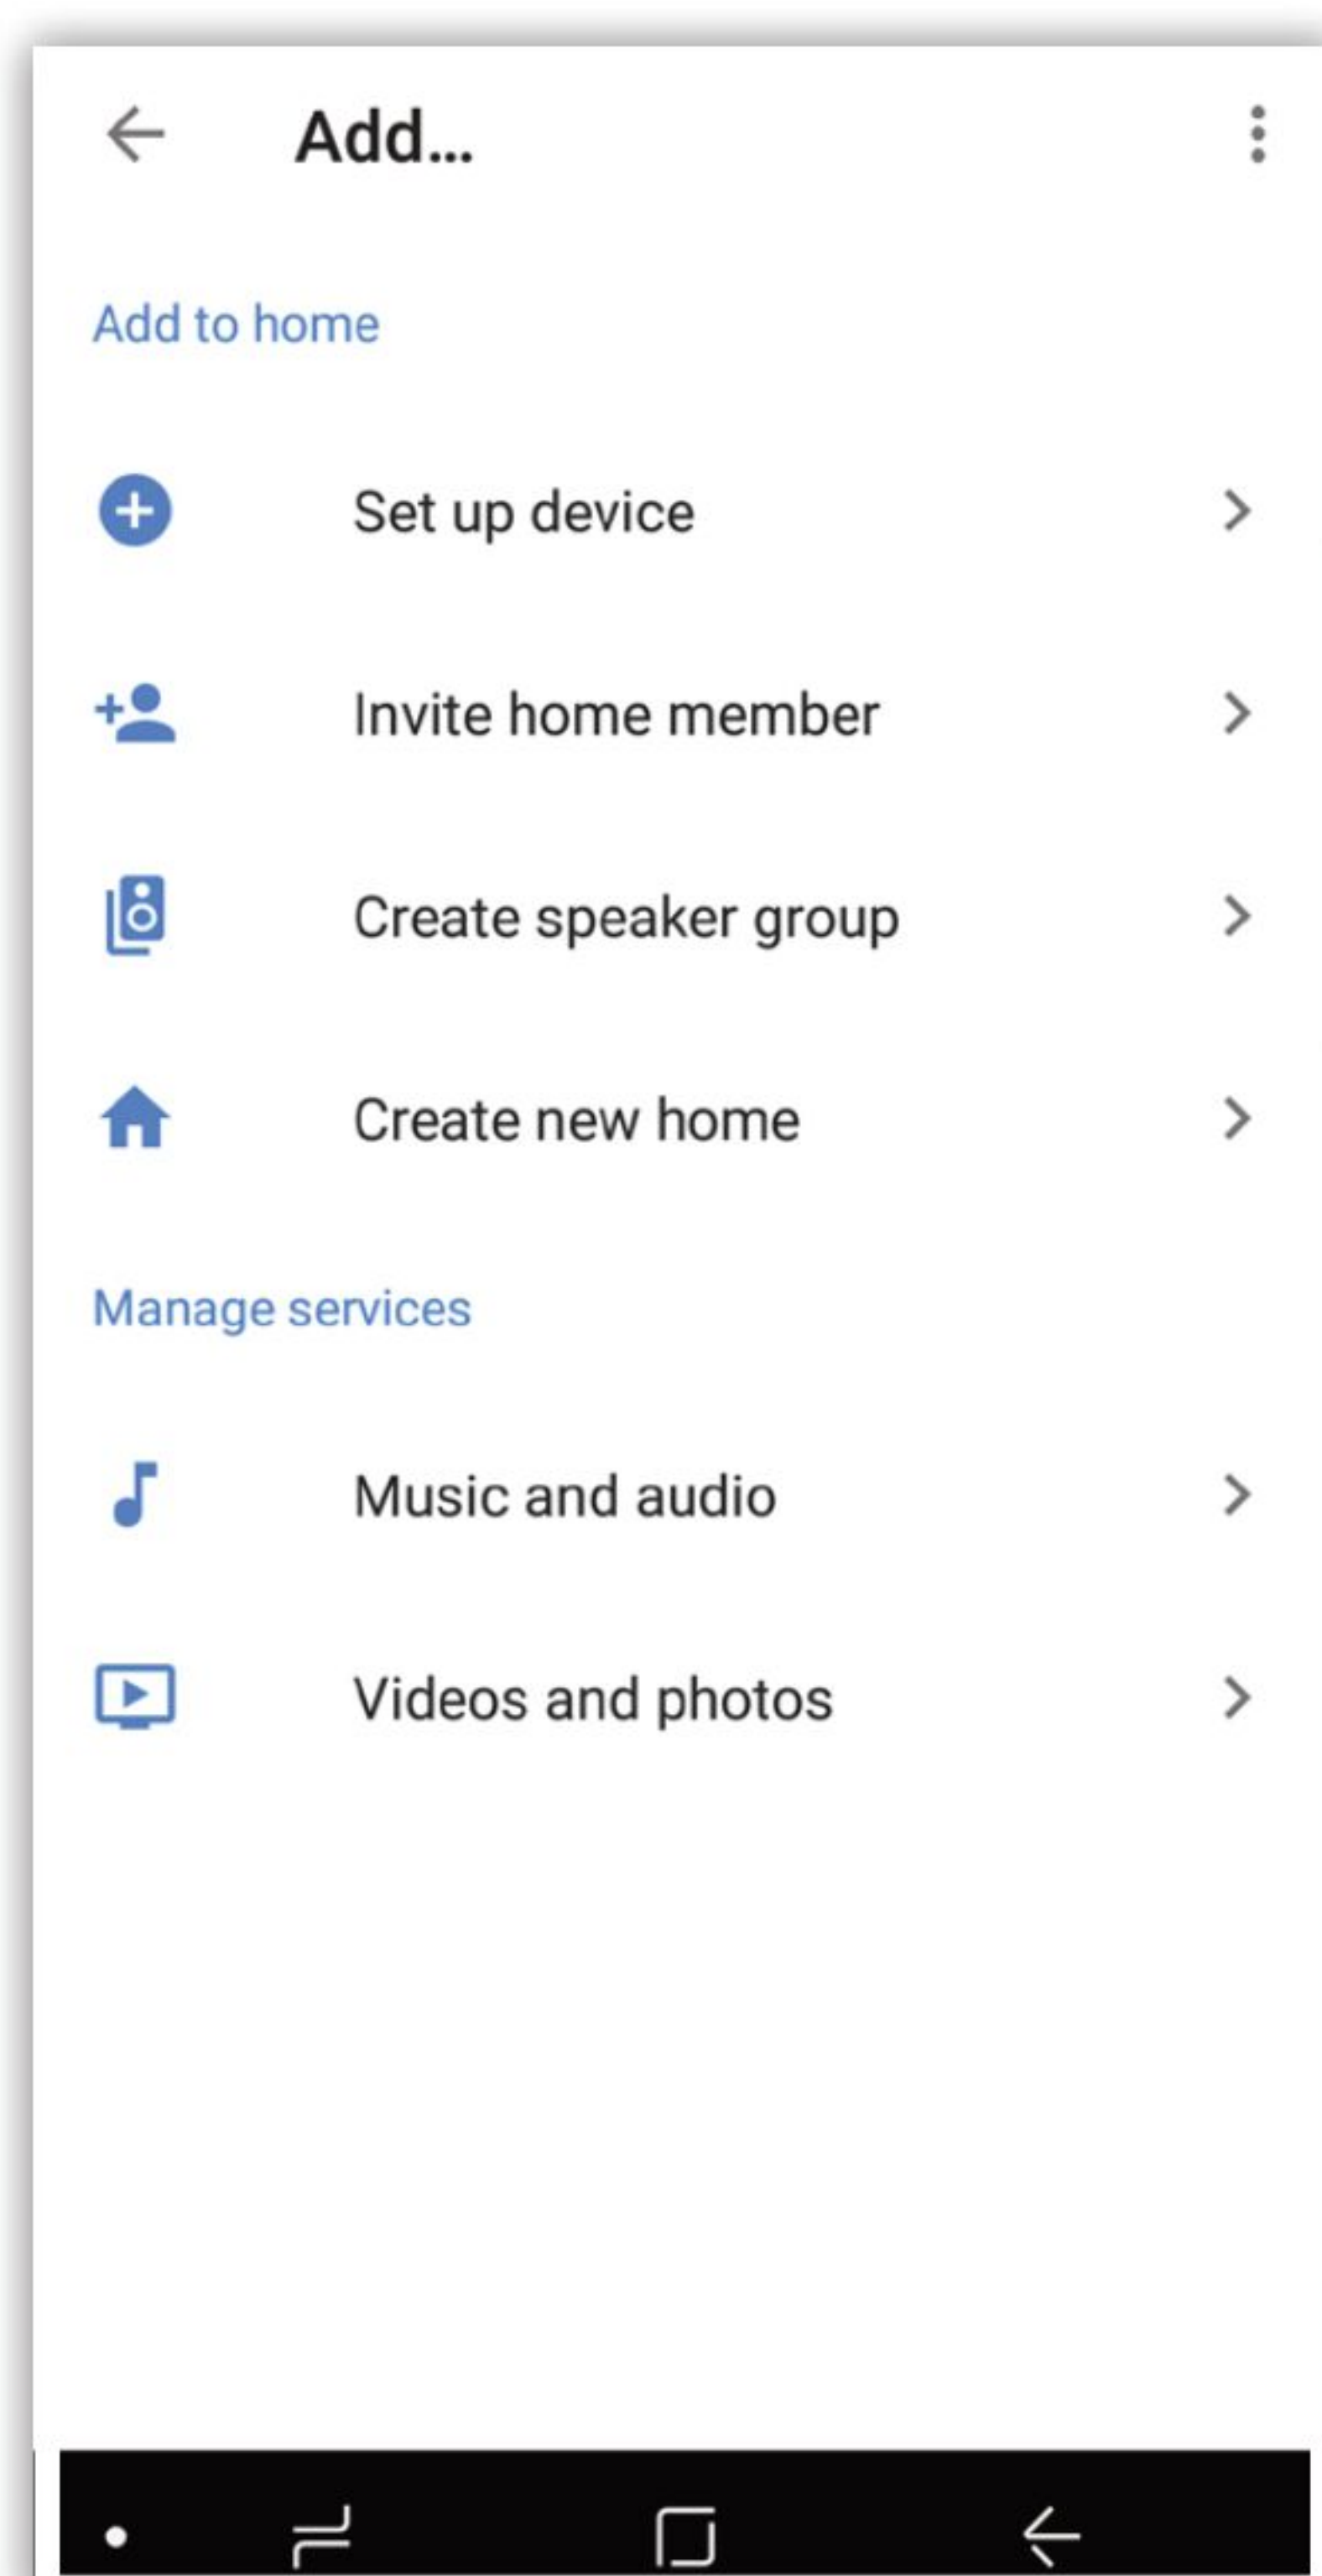 Add...
Add to home
Set up device
Invite home member
Create speaker group
Create new home
Manage services
Music and audio
Videos and photos